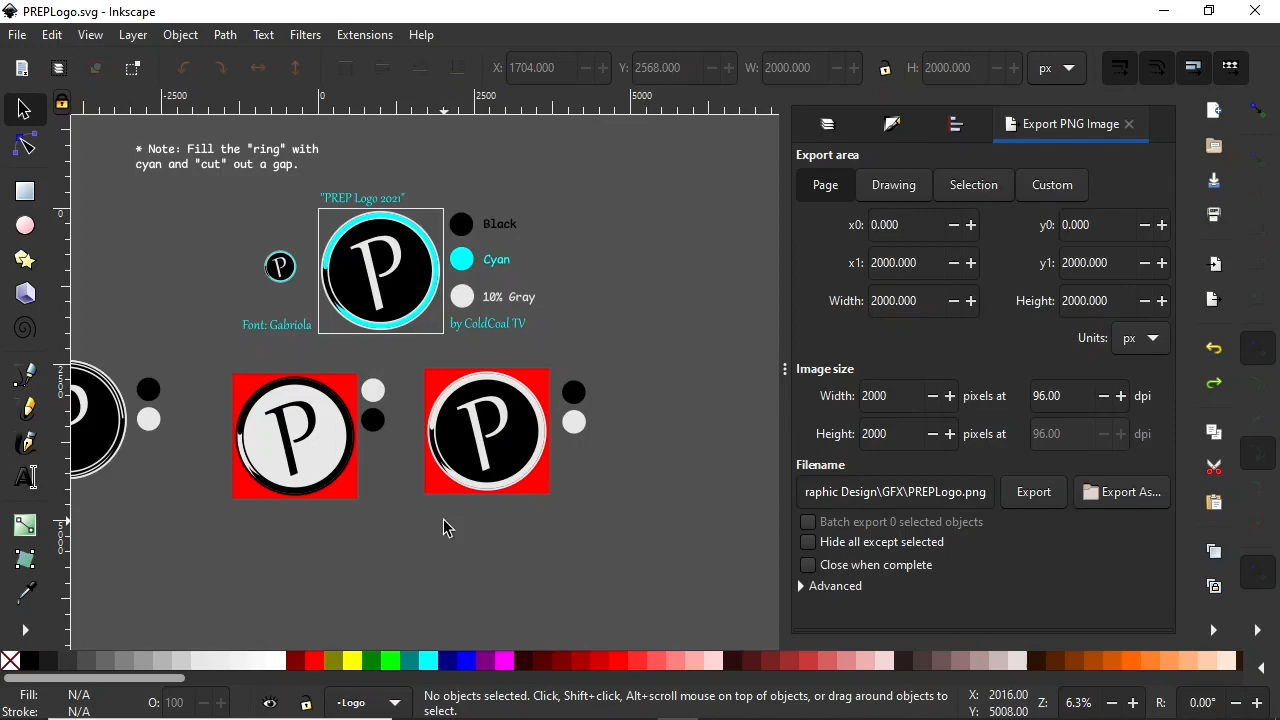 PREPLogo.svg - Inkscape
File Edit View Layer Object Path Text Filters Extensions Help
X: 1704.000 Y: 2568.000 W: 2000.000 H: 2000.000 px
-2500 0 2500 5000
* Note: Fill the "ring" with
cyan and "cut" out a gap.
"PREP Logo 2021"
P
P
Black
Cyan
10% Gray
Font: Gabriola
by ColdCoal TV
P
P
0
2500
5000
Export PNG Image
Export area
Page Drawing Selection Custom
x0: 0.000 y0: 0.000
x1: 2000.000 y1: 2000.000
Width: 2000.000 Height: 2000.000
Units: px
Image size
Width: 2000 pixels at 96.00 dpi
Height: 2000 pixels at 96.00 dpi
Filename
raphic Design\GFX\PREPLogo.png Export Export As...
Batch export 0 selected objects
Hide all except selected
Close when complete
Advanced
Fill: N/A
Stroke: N/A
O: 100
-Logo
No objects selected. Click, Shift+click, Alt+scroll mouse on top of objects, or drag around objects to
select.
X: 2016.00
Y: 5008.00
Z: 6.3%
R: 0.00°